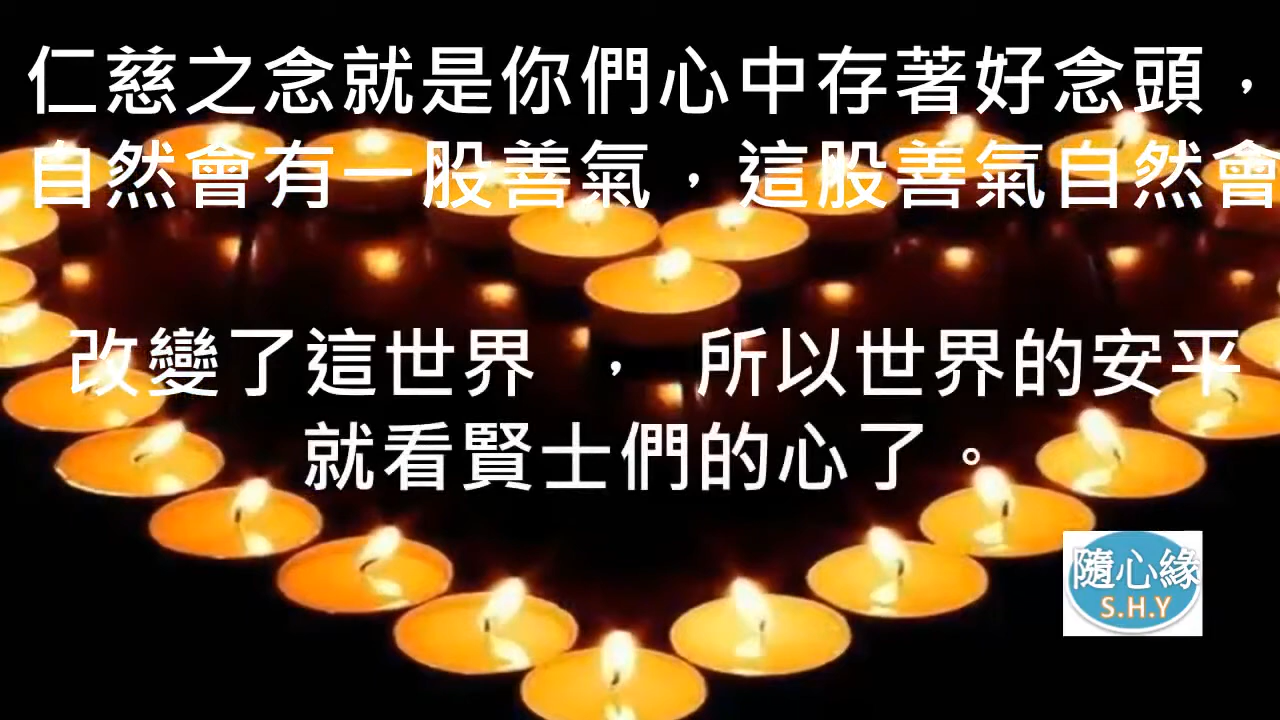 仁慈之念就是你們心中存著好念頭，
自然會有一股善氣，這股善氣自然會
改變了這世界 ， 所以世界的安平
就看賢士們的心了。
隨心緣
S.H.Y